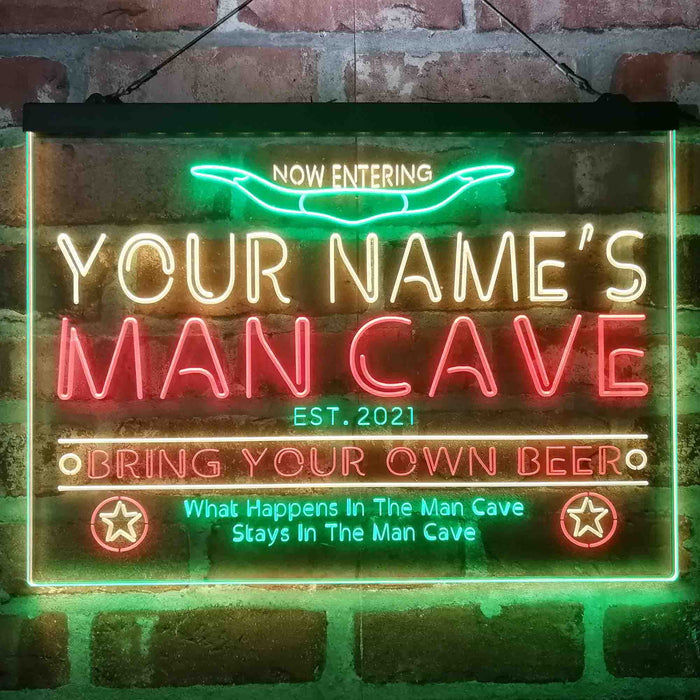 NOW ENTERING
YOUR NAME'S
MAN CAVE
EST. 2021
BRING YOUR OWN BEER
What Happens In The Man Cave
Stays In The Man Cave